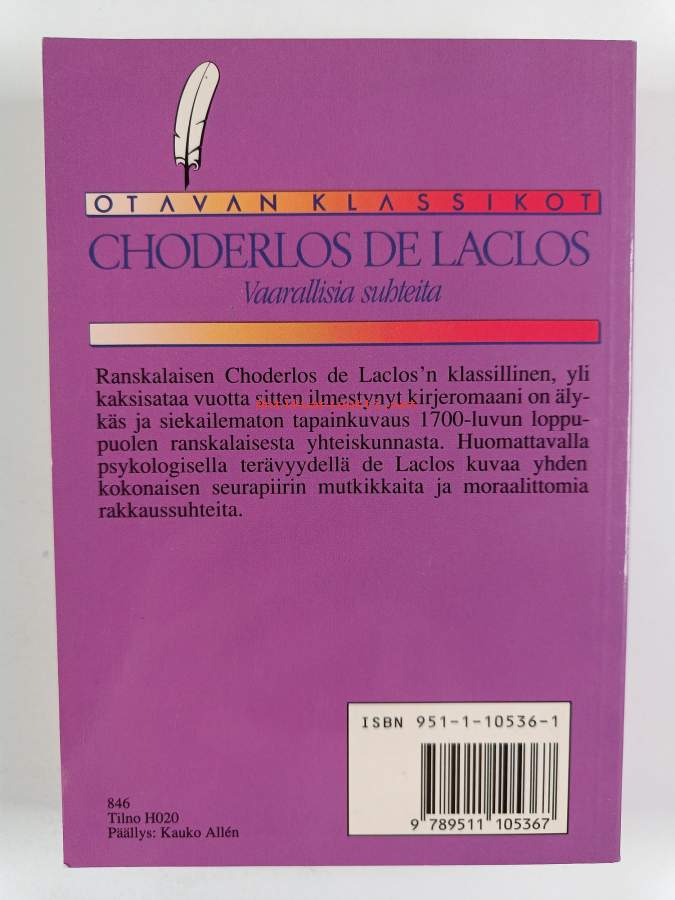 OTAVAN KLASSIKOT
CHODERLOS DE LACLOS
Vaarallisia suhteita
Ranskalaisen Choderlos de Laclos'n klassillinen, yli
kaksisataa vuotta sitten ilmestynyt kirjeromaani on äly-
käs ja siekailematon tapainkuvaus 1700-luvun loppu-
puolen ranskalaisesta yhteiskunnasta. Huomattavalla
psykologisella terävyydellä de Laclos kuvaa yhden
kokonaisen seurapiirin mutkikkaita ja moraalittomia
rakkaussuhteita.
ISBN 951-1-10536-1
9 789511 105367
846
Tilno H020
Päällys: Kauko Allén